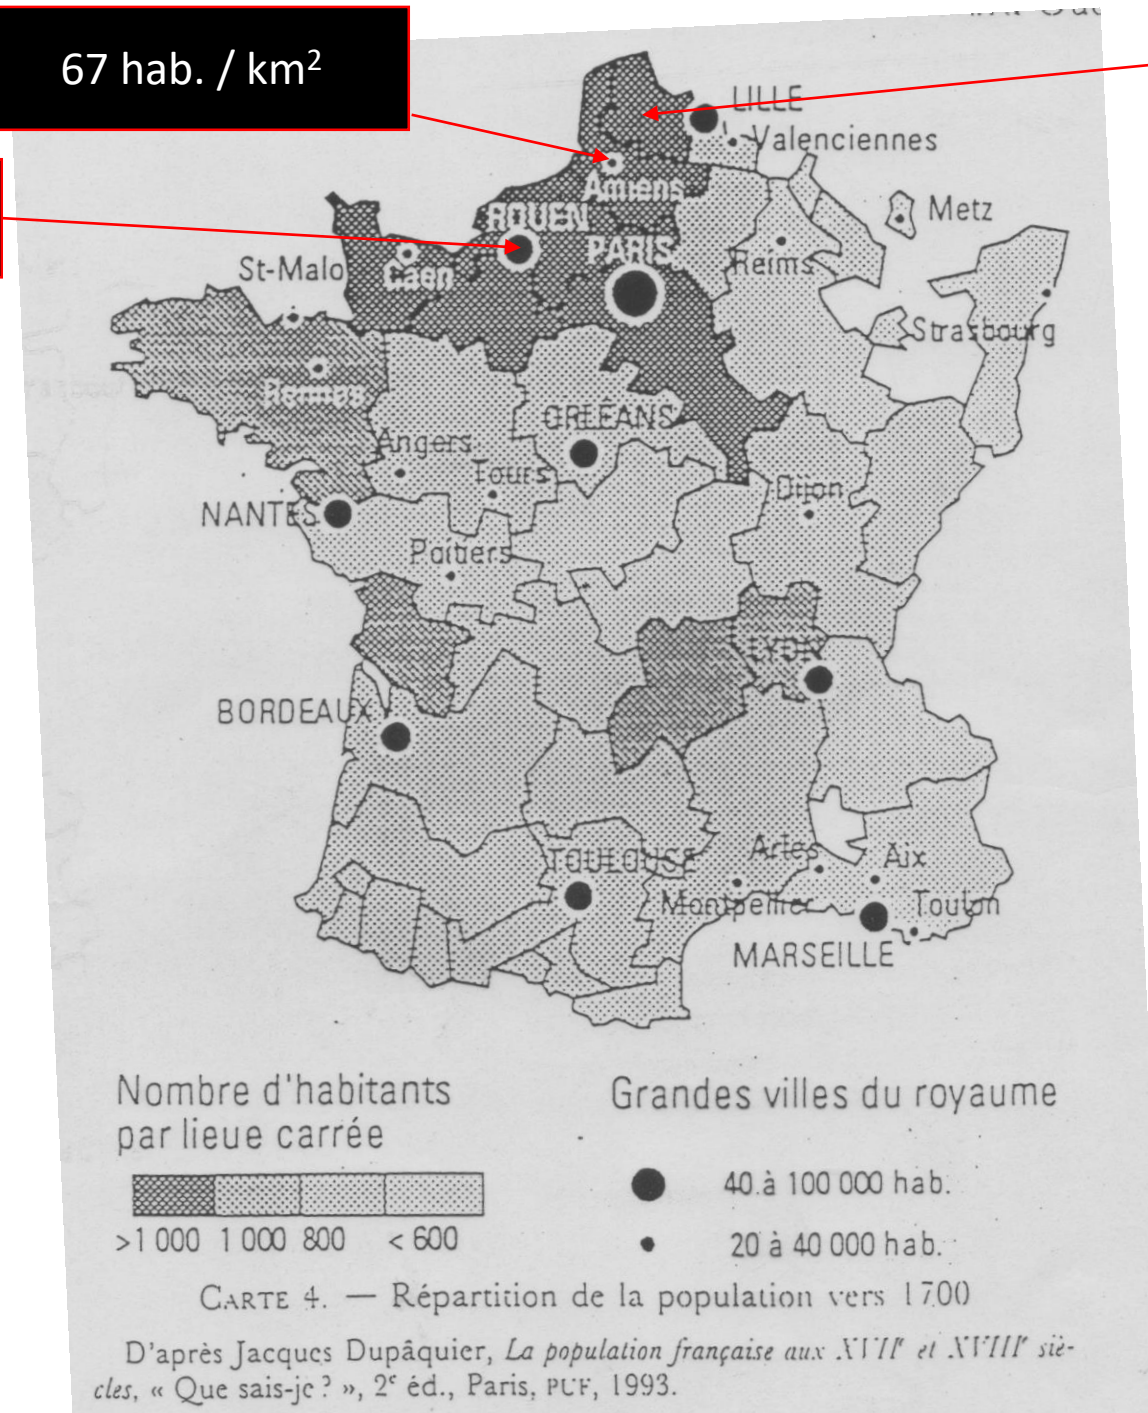 67 hab. / km²
LILLE
Valenciennes
Amiens
Metz
ROUEN
PARIS
Caen
St-Malo
Reims
Strasbourg
Rennes
ORLÉANS
Angers
Tours
Dijon
NANTES
Poitiers
LYON
BORDEAUX
Arles
TOULOUSE
Aix
Montpellier
Toulon
MARSEILLE
Nombre d'habitants
par lieue carrée
>1 000 1 000 800 < 600
Grandes villes du royaume
40 à 100 000 hab.
20 à 40 000 hab.
CARTE 4. — Répartition de la population vers 1700
D'après Jacques Dupâquier, La population française aux XVIIe et XVIIIe siè-
cles, « Que sais-je ? », 2e éd., Paris, PUF, 1993.